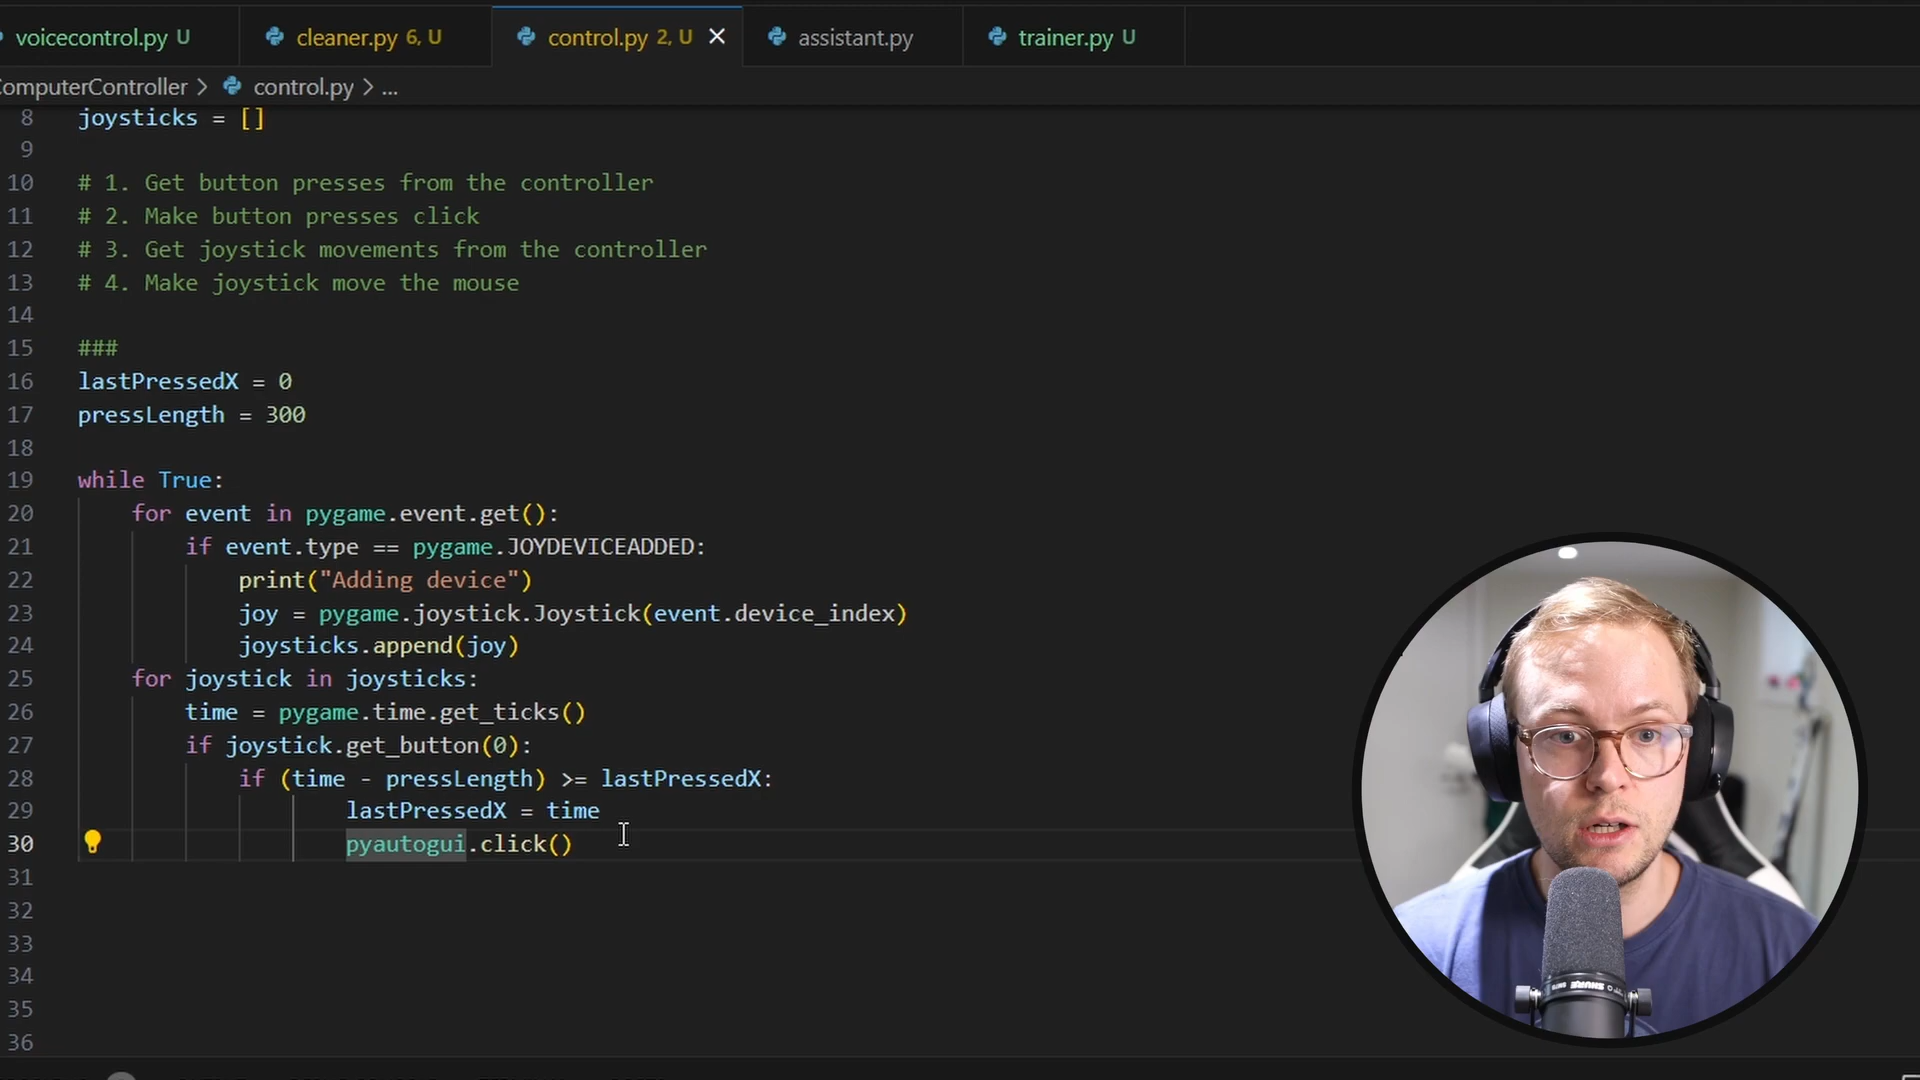 voicecontrol.py U
cleaner.py 6, U
control.py 2, U
assistant.py
trainer.py U
omputerController > control.py > ...
8 joysticks = []
9
10 # 1. Get button presses from the controller
11 # 2. Make button presses click
12 # 3. Get joystick movements from the controller
13 # 4. Make joystick move the mouse
14
15 ###
16 lastPressedX = 0
17 pressLength = 300
18
19 while True:
20 for event in pygame.event.get():
21 if event.type == pygame.JOYDEVICEADDED:
22 print("Adding device")
23 joy = pygame.joystick.Joystick(event.device_index)
24 joysticks.append(joy)
25 for joystick in joysticks:
26 time = pygame.time.get_ticks()
27 if joystick.get_button(0):
28 if (time - pressLength) >= lastPressedX:
29 lastPressedX = time
30 pyautogui.click()
31
32
33
34
35
36
SHURE